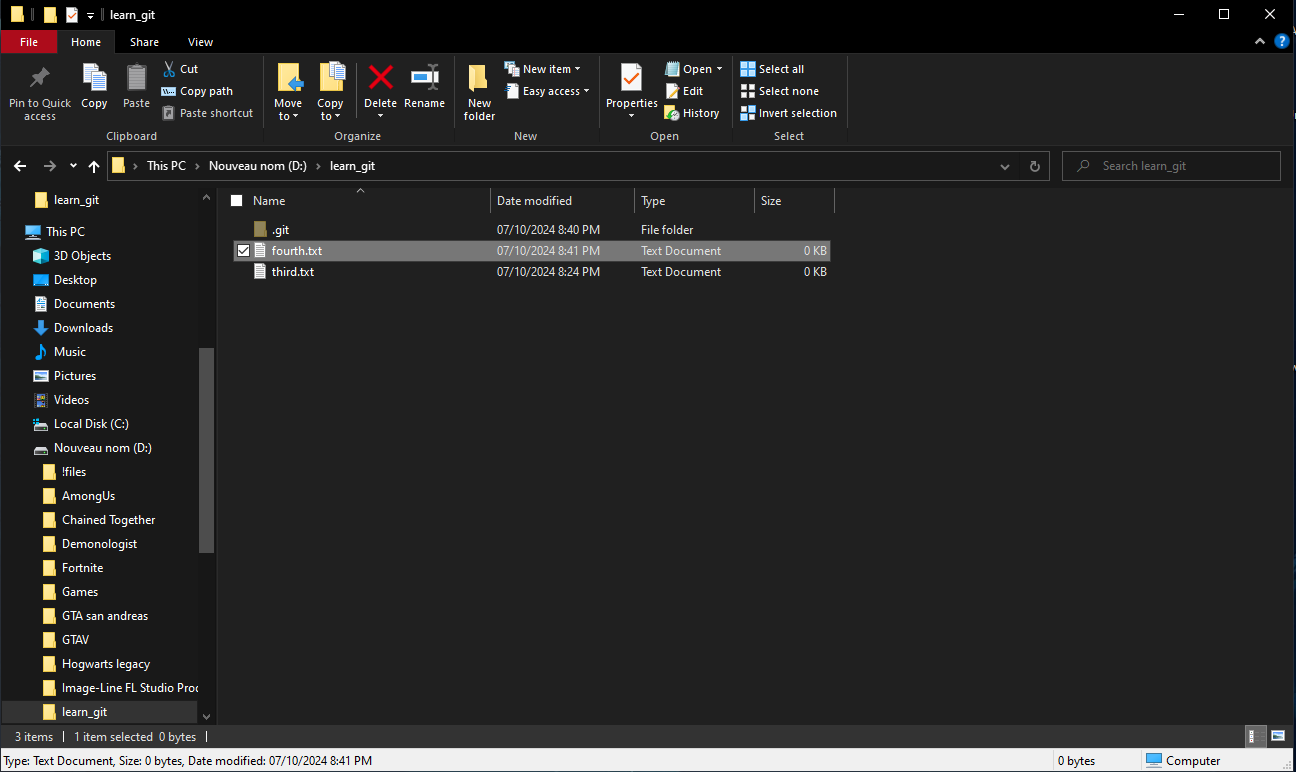 learn_git
File Home Share View
Pin to Quick access
Copy
Paste
Cut
Copy path
Paste shortcut
Clipboard
Move to
Copy to
Delete
Rename
Organize
New folder
New item
Easy access
New
Properties
Open
Edit
History
Open
Select all
Select none
Invert selection
Select
This PC › Nouveau nom (D:) › learn_git
Search learn_git
learn_git
This PC
3D Objects
Desktop
Documents
Downloads
Music
Pictures
Videos
Local Disk (C:)
Nouveau nom (D:)
!files
AmongUs
Chained Together
Demonologist
Fortnite
Games
GTA san andreas
GTAV
Hogwarts legacy
Image-Line FL Studio Proc
learn_git
Name Date modified Type Size
.git 07/10/2024 8:40 PM File folder
fourth.txt 07/10/2024 8:41 PM Text Document 0 KB
third.txt 07/10/2024 8:24 PM Text Document 0 KB
3 items 1 item selected 0 bytes
Type: Text Document, Size: 0 bytes, Date modified: 07/10/2024 8:41 PM 0 bytes Computer